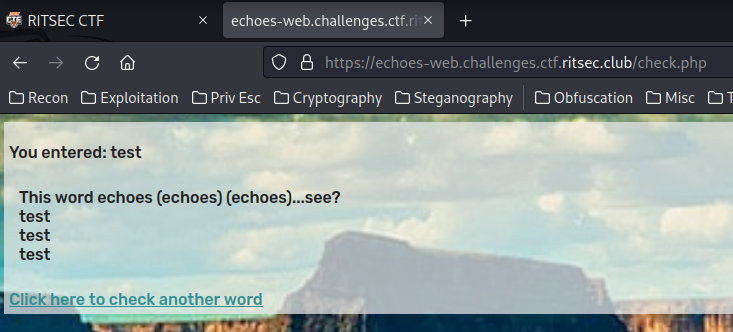 RITSEC CTF
echoes-web.challenges.ctf.rit
https://echoes-web.challenges.ctf.ritsec.club/check.php
Recon Exploitation Priv Esc Cryptography Steganography Obfuscation Misc T
You entered: test
This word echoes (echoes) (echoes)...see?
test
test
test
Click here to check another word